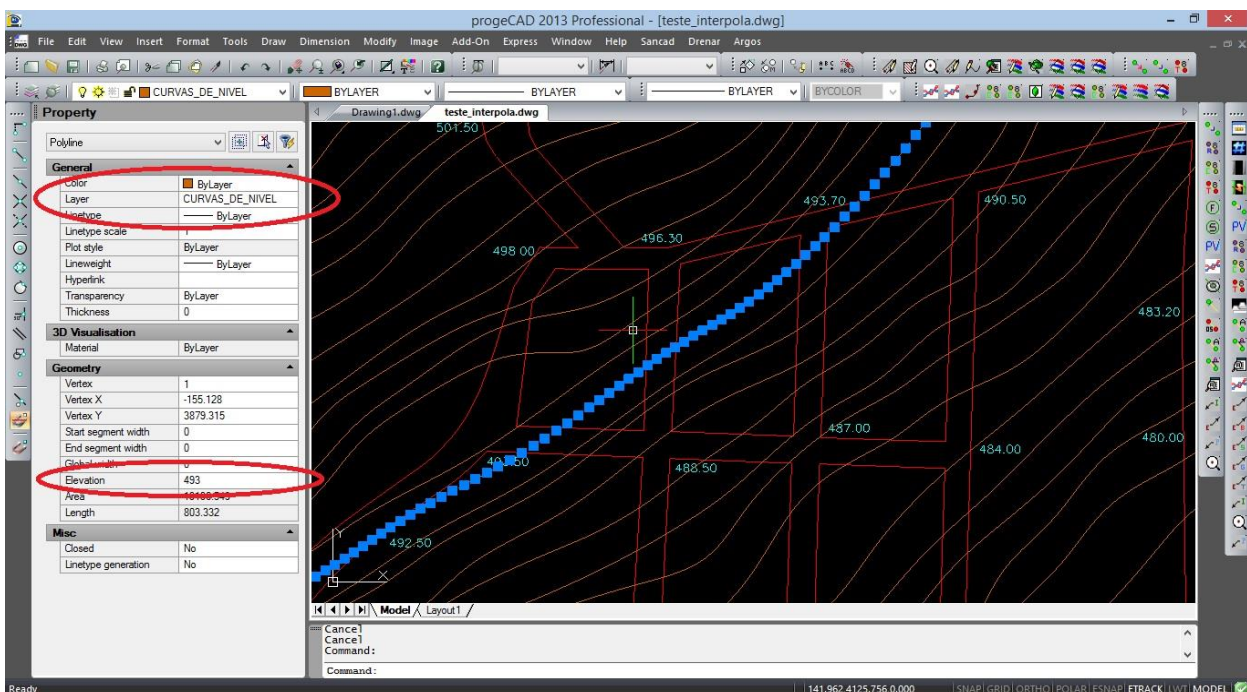 progeCAD 2013 Professional - [teste_interpola.dwg]
File Edit View Insert Format Tools Draw Dimension Modify Image Add-On Express Window Help Sancad Drenar Argos
CURVAS_DE_NIVEL BYLAYER BYLAYER BYLAYER BYCOLOR
Property
Polyline
General
Color ByLayer
Layer CURVAS_DE_NIVEL
Linetype ByLayer
Linetype scale 1
Plot style ByLayer
Lineweight ByLayer
Hyperlink
Transparency ByLayer
Thickness 0
3D Visualisation
Material ByLayer
Geometry
Vertex 1
Vertex X -155.128
Vertex Y 3879.315
Start segment width 0
End segment width 0
Global width 0
Elevation 493
Area
Length 803.332
Misc
Closed No
Linetype generation No
Drawing1.dwg teste_interpola.dwg
501.50
493.70
490.50
496.30
498.00
483.20
487.00
480.00
484.00
488.50
492.50
Y
X
Model Layout1
Cancel
Cancel
Command:
Command:
Ready
141.962,4125.756,0.000 SNAP GRID ORTHO POLAR ESNAP ETRACK LWT MODEL